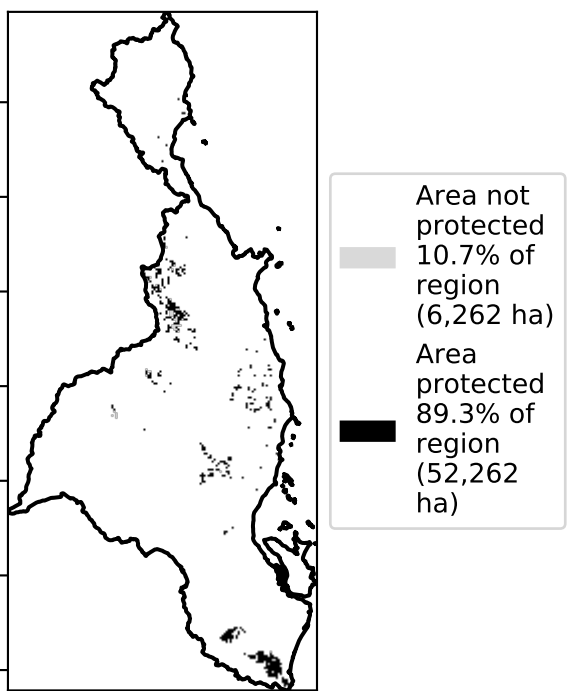 Area not
protected
10.7% of
region
(6,262 ha)
Area
protected
89.3% of
region
(52,262
ha)